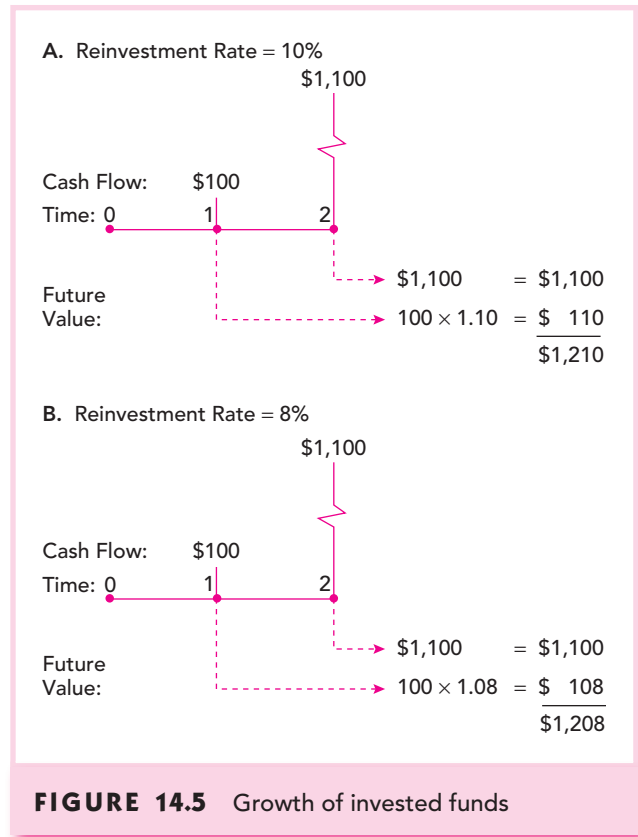 A. Reinvestment Rate = 10%
$1,100
Cash Flow: $100
Time: 0 1 2
$1,100 = $1,100
Future
Value: 100 × 1.10 = $ 110
$1,210
B. Reinvestment Rate = 8%
$1,100
Cash Flow: $100
Time: 0 1 2
$1,100 = $1,100
Future
Value: 100 × 1.08 = $ 108
$1,208
FIGURE 14.5 Growth of invested funds